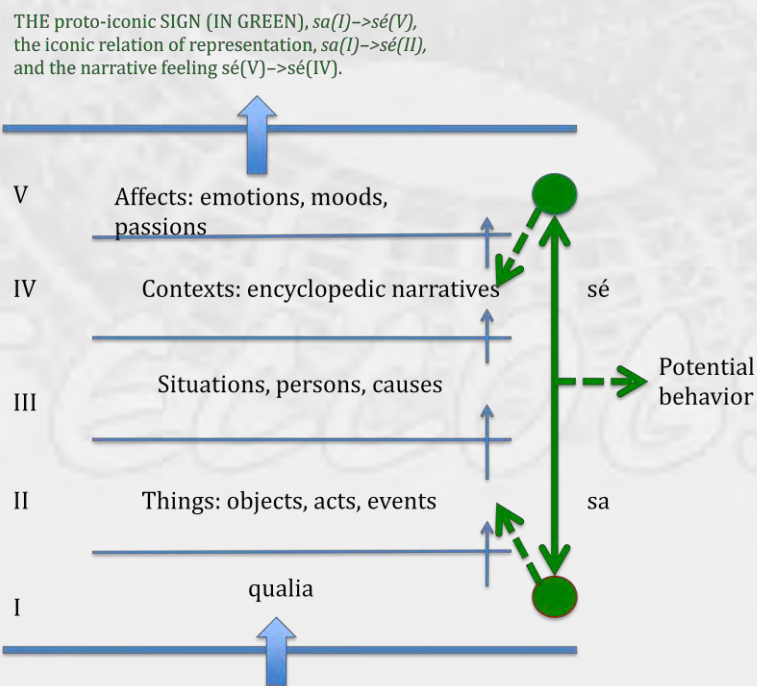 THE proto-iconic SIGN (IN GREEN), sa(I)–>sé(V),
the iconic relation of representation, sa(I)–>sé(II),
and the narrative feeling sé(V)–>sé(IV).
V
Affects: emotions, moods,
passions
IV
Contexts: encyclopedic narratives
sé
Situations, persons, causes
III
Potential
behavior
II
Things: objects, acts, events
sa
qualia
I